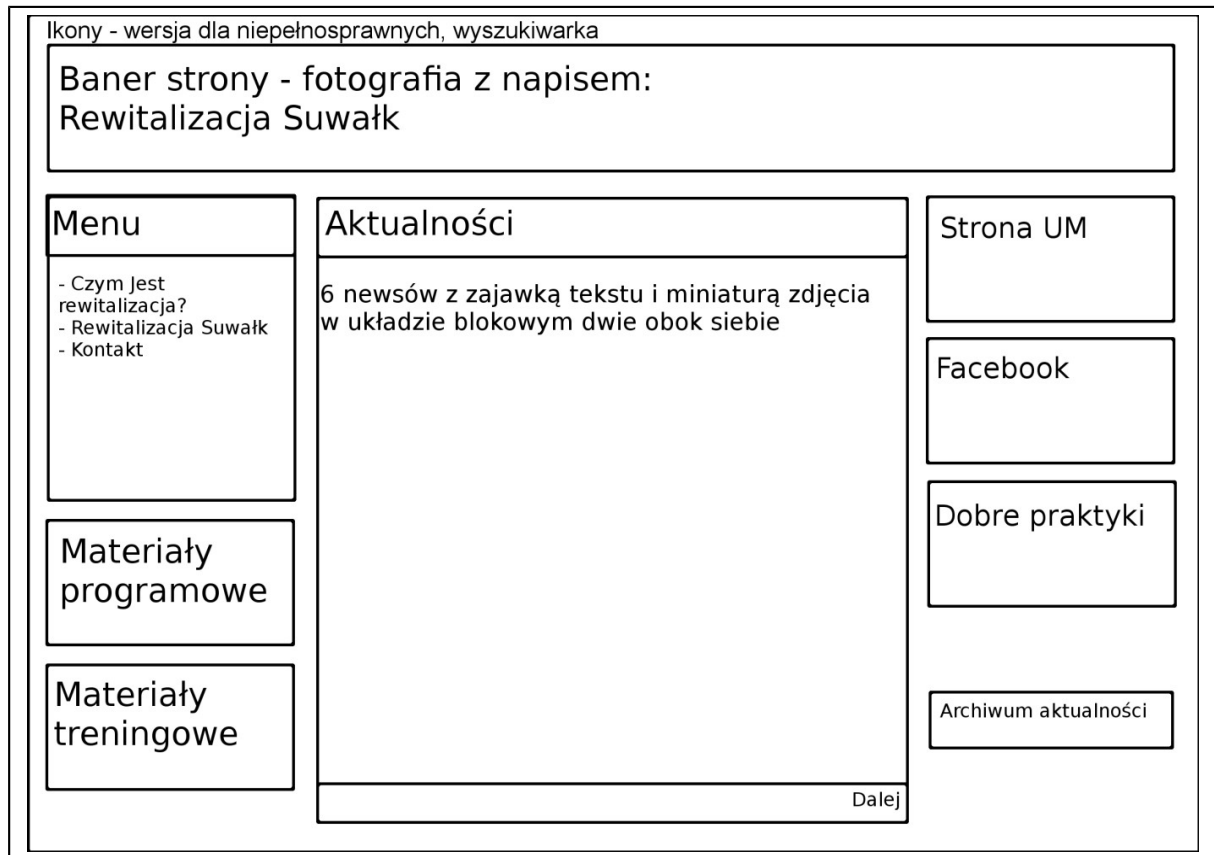 Ikony - wersja dla niepełnosprawnych, wyszukiwarka
Baner strony - fotografia z napisem:
Rewitalizacja Suwałk
Menu
- Czym Jest
rewitalizacja?
- Rewitalizacja Suwałk
- Kontakt
Materiały
programowe
Materiały
treningowe
Aktualności
6 newsów z zajawką tekstu i miniaturą zdjęcia
w układzie blokowym dwie obok siebie
Dalej
Strona UM
Facebook
Dobre praktyki
Archiwum aktualności